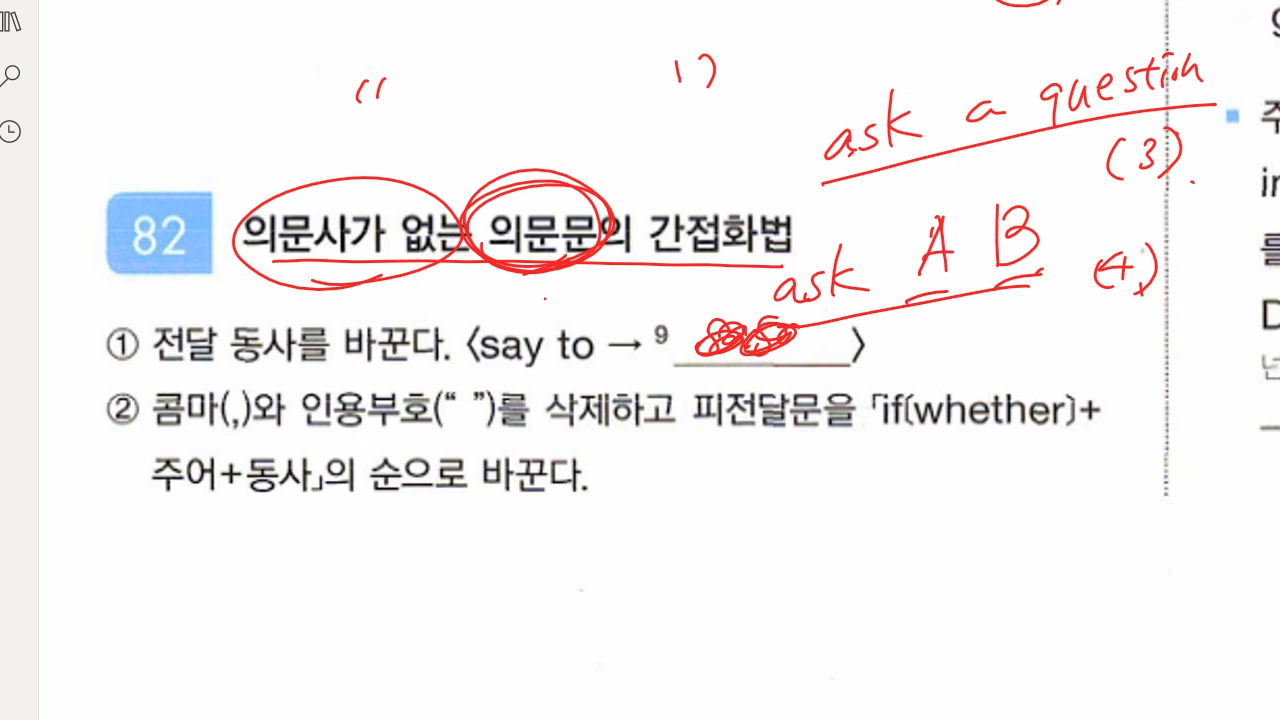 “ ”
ask a question
(3).
82 의문사가 없는 의문문의 간접화법
ask A B (4)
① 전달 동사를 바꾼다. 〈say to → 9 ________〉
② 콤마(,)와 인용부호(“ ”)를 삭제하고 피전달문을 「if〔whether〕+
주어+동사」의 순으로 바꾼다.